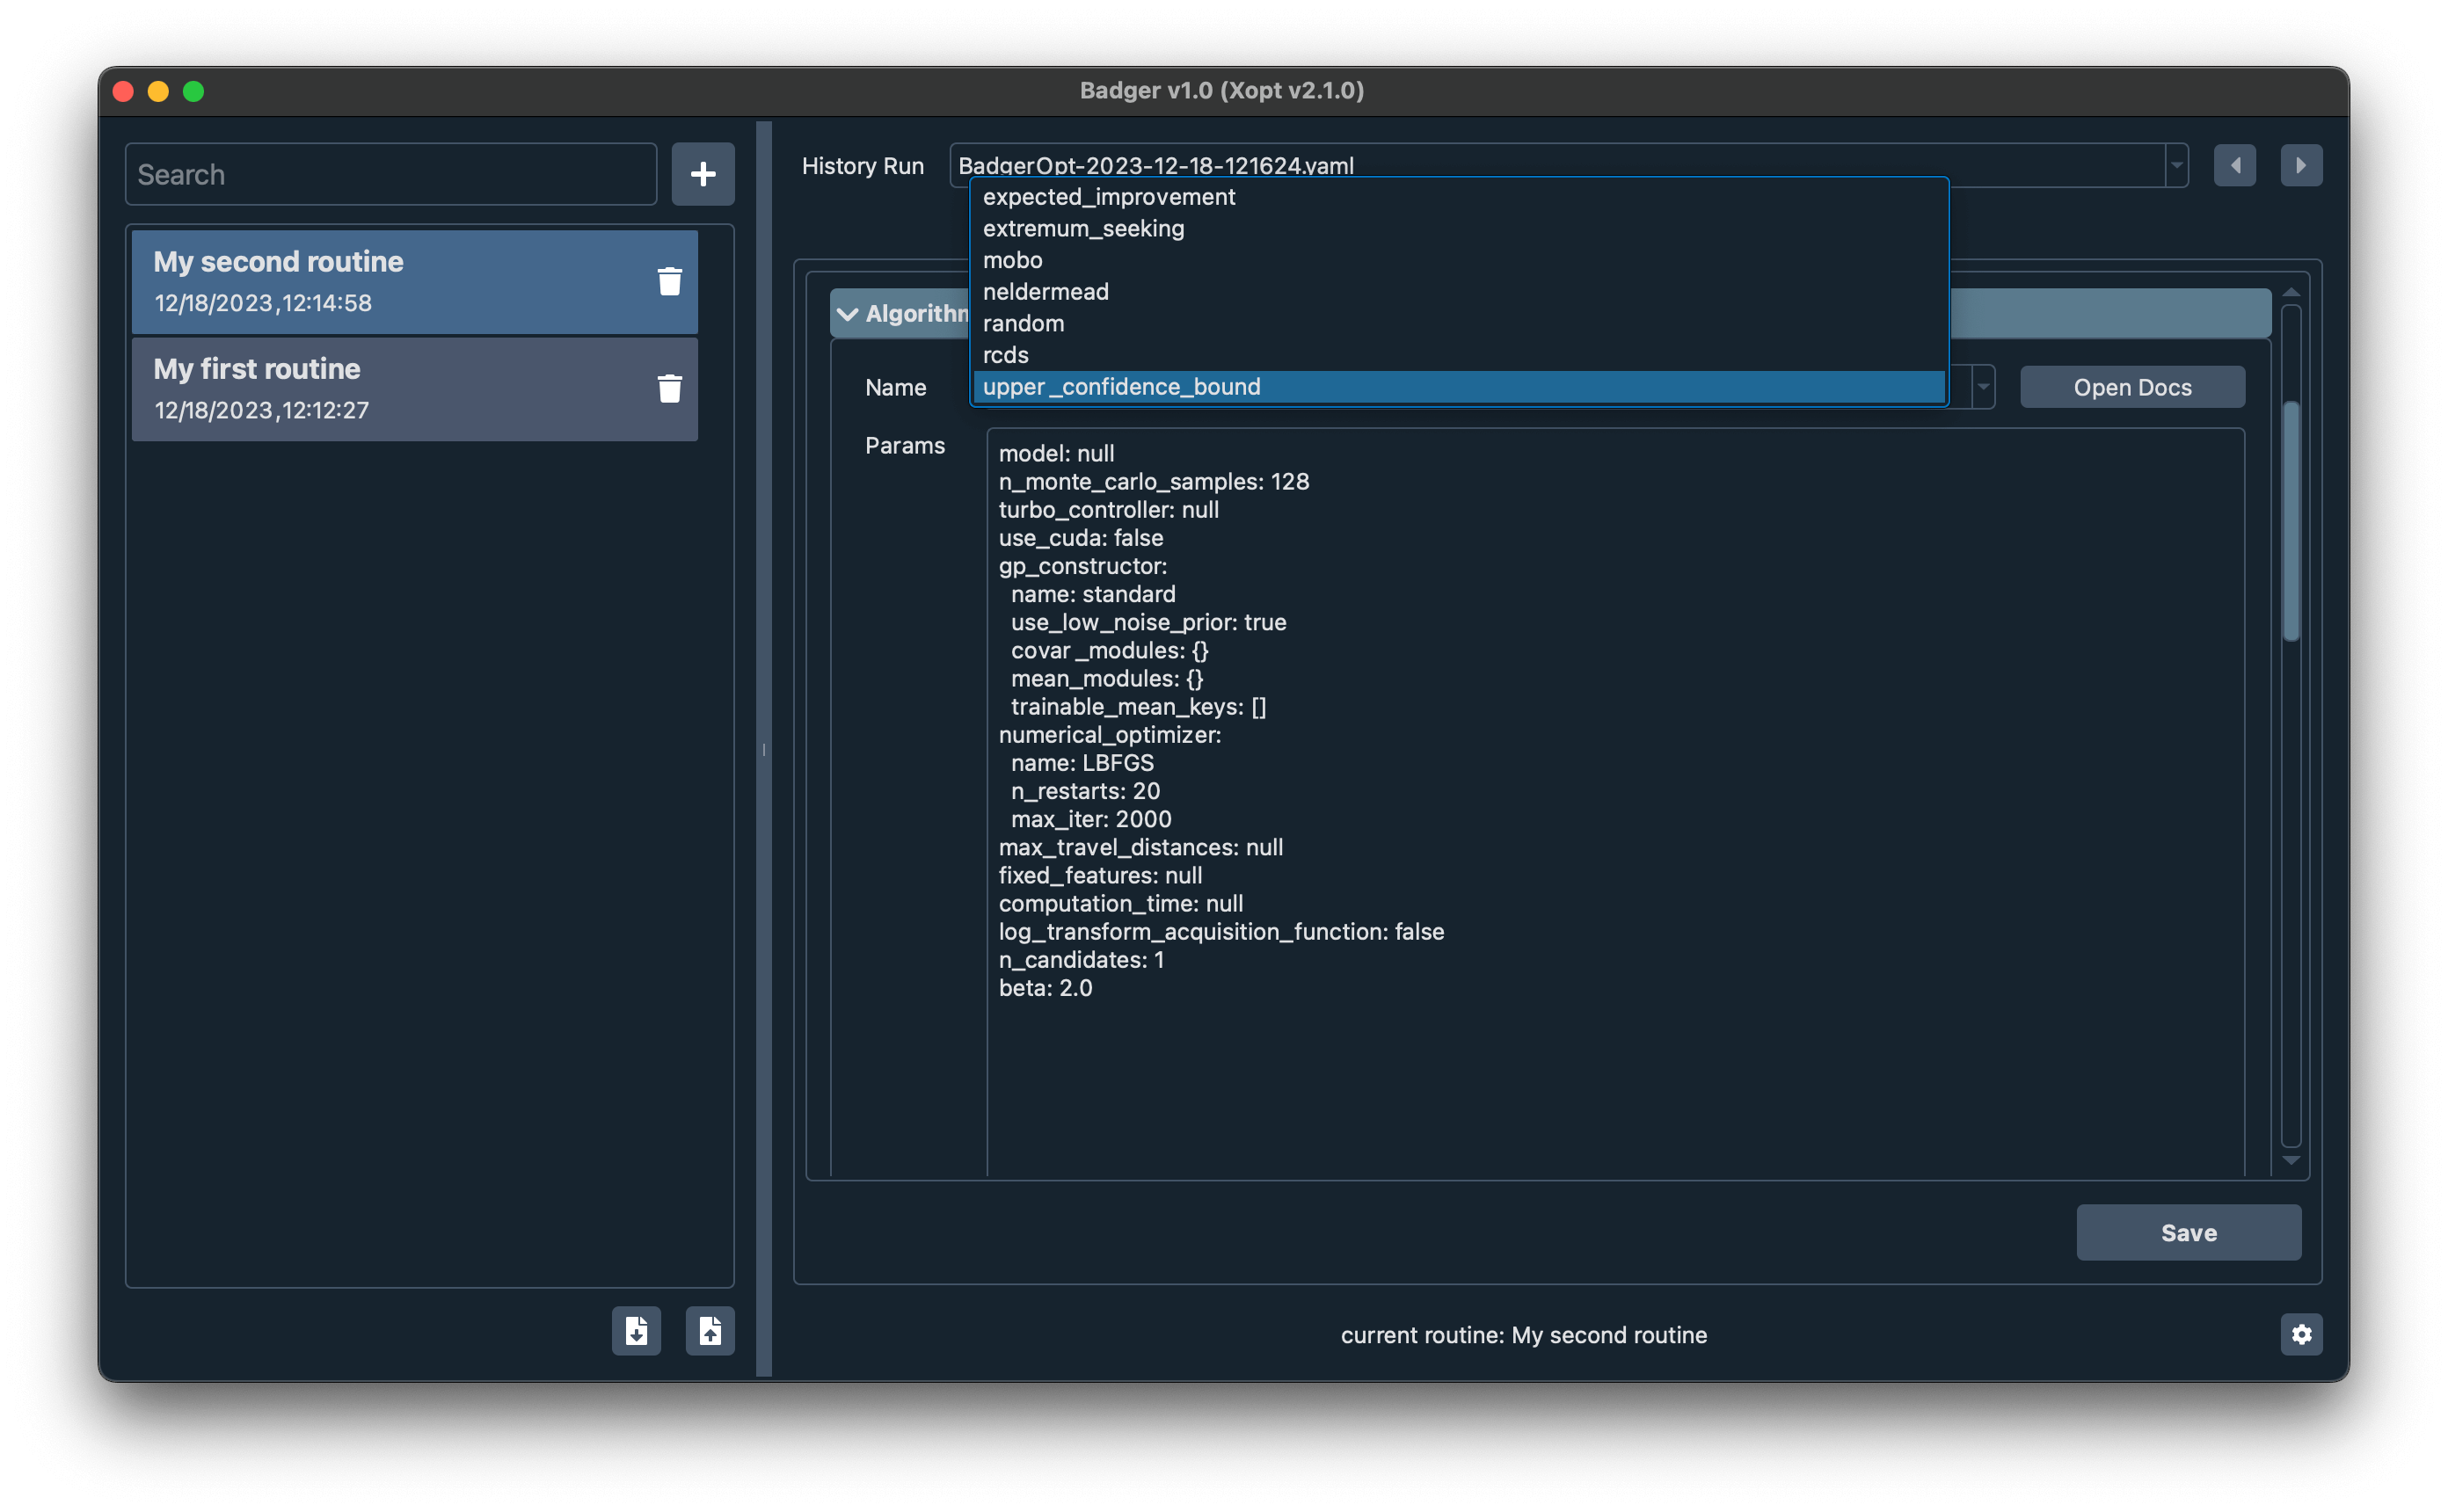 Badger v1.0 (Xopt v2.1.0)
Search
My second routine
12/18/2023, 12:14:58
My first routine
12/18/2023, 12:12:27
History Run
BadgerOpt-2023-12-18-121624.yaml
expected_improvement
extremum_seeking
mobo
neldermead
random
rcds
upper_confidence_bound
Algorithm
Name
Open Docs
Params
model: null
n_monte_carlo_samples: 128
turbo_controller: null
use_cuda: false
gp_constructor:
  name: standard
  use_low_noise_prior: true
  covar_modules: {}
  mean_modules: {}
  trainable_mean_keys: []
numerical_optimizer:
  name: LBFGS
  n_restarts: 20
  max_iter: 2000
max_travel_distances: null
fixed_features: null
computation_time: null
log_transform_acquisition_function: false
n_candidates: 1
beta: 2.0
Save
current routine: My second routine